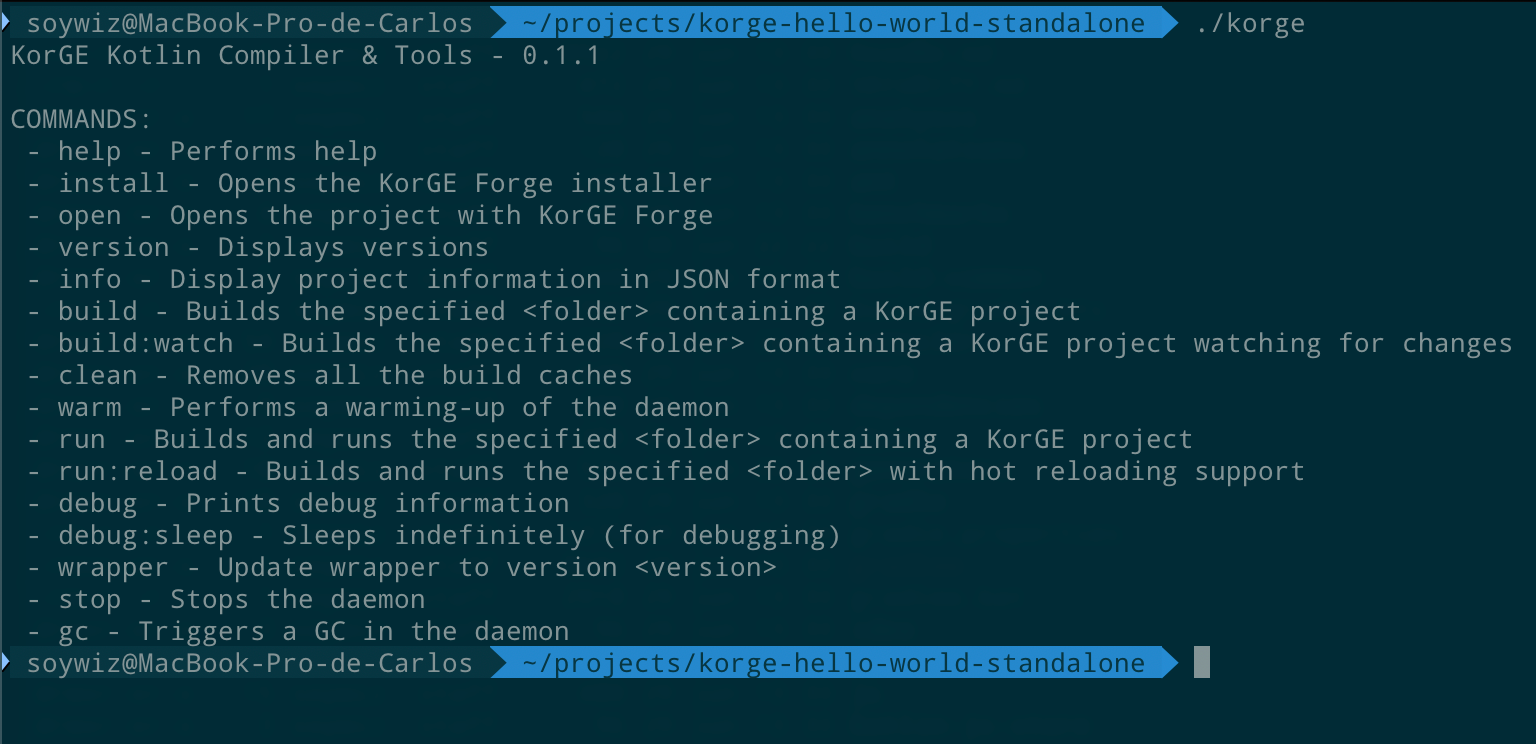 soywiz@MacBook-Pro-de-Carlos ~/projects/korge-hello-world-standalone ./korge
KorGE Kotlin Compiler & Tools - 0.1.1
COMMANDS:
- help - Performs help
- install - Opens the KorGE Forge installer
- open - Opens the project with KorGE Forge
- version - Displays versions
- info - Display project information in JSON format
- build - Builds the specified <folder> containing a KorGE project
- build:watch - Builds the specified <folder> containing a KorGE project watching for changes
- clean - Removes all the build caches
- warm - Performs a warming-up of the daemon
- run - Builds and runs the specified <folder> containing a KorGE project
- run:reload - Builds and runs the specified <folder> with hot reloading support
- debug - Prints debug information
- debug:sleep - Sleeps indefinitely (for debugging)
- wrapper - Update wrapper to version <version>
- stop - Stops the daemon
- gc - Triggers a GC in the daemon
soywiz@MacBook-Pro-de-Carlos ~/projects/korge-hello-world-standalone